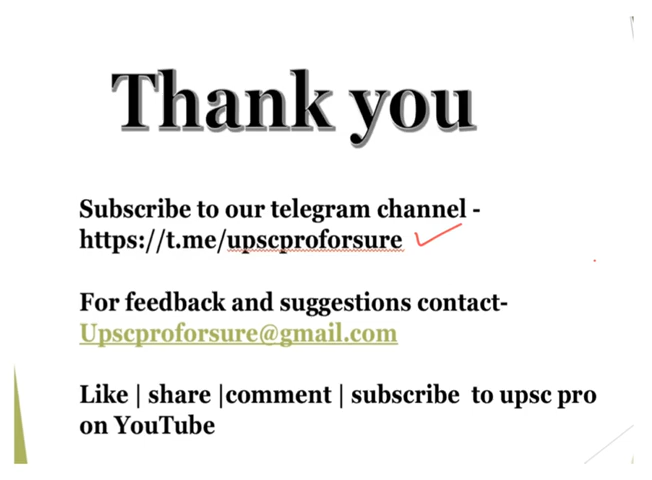 Thank you
Subscribe to our telegram channel -
https://t.me/upscproforsure
For feedback and suggestions contact-
Upscproforsure@gmail.com
Like | share |comment | subscribe  to upsc pro
on YouTube